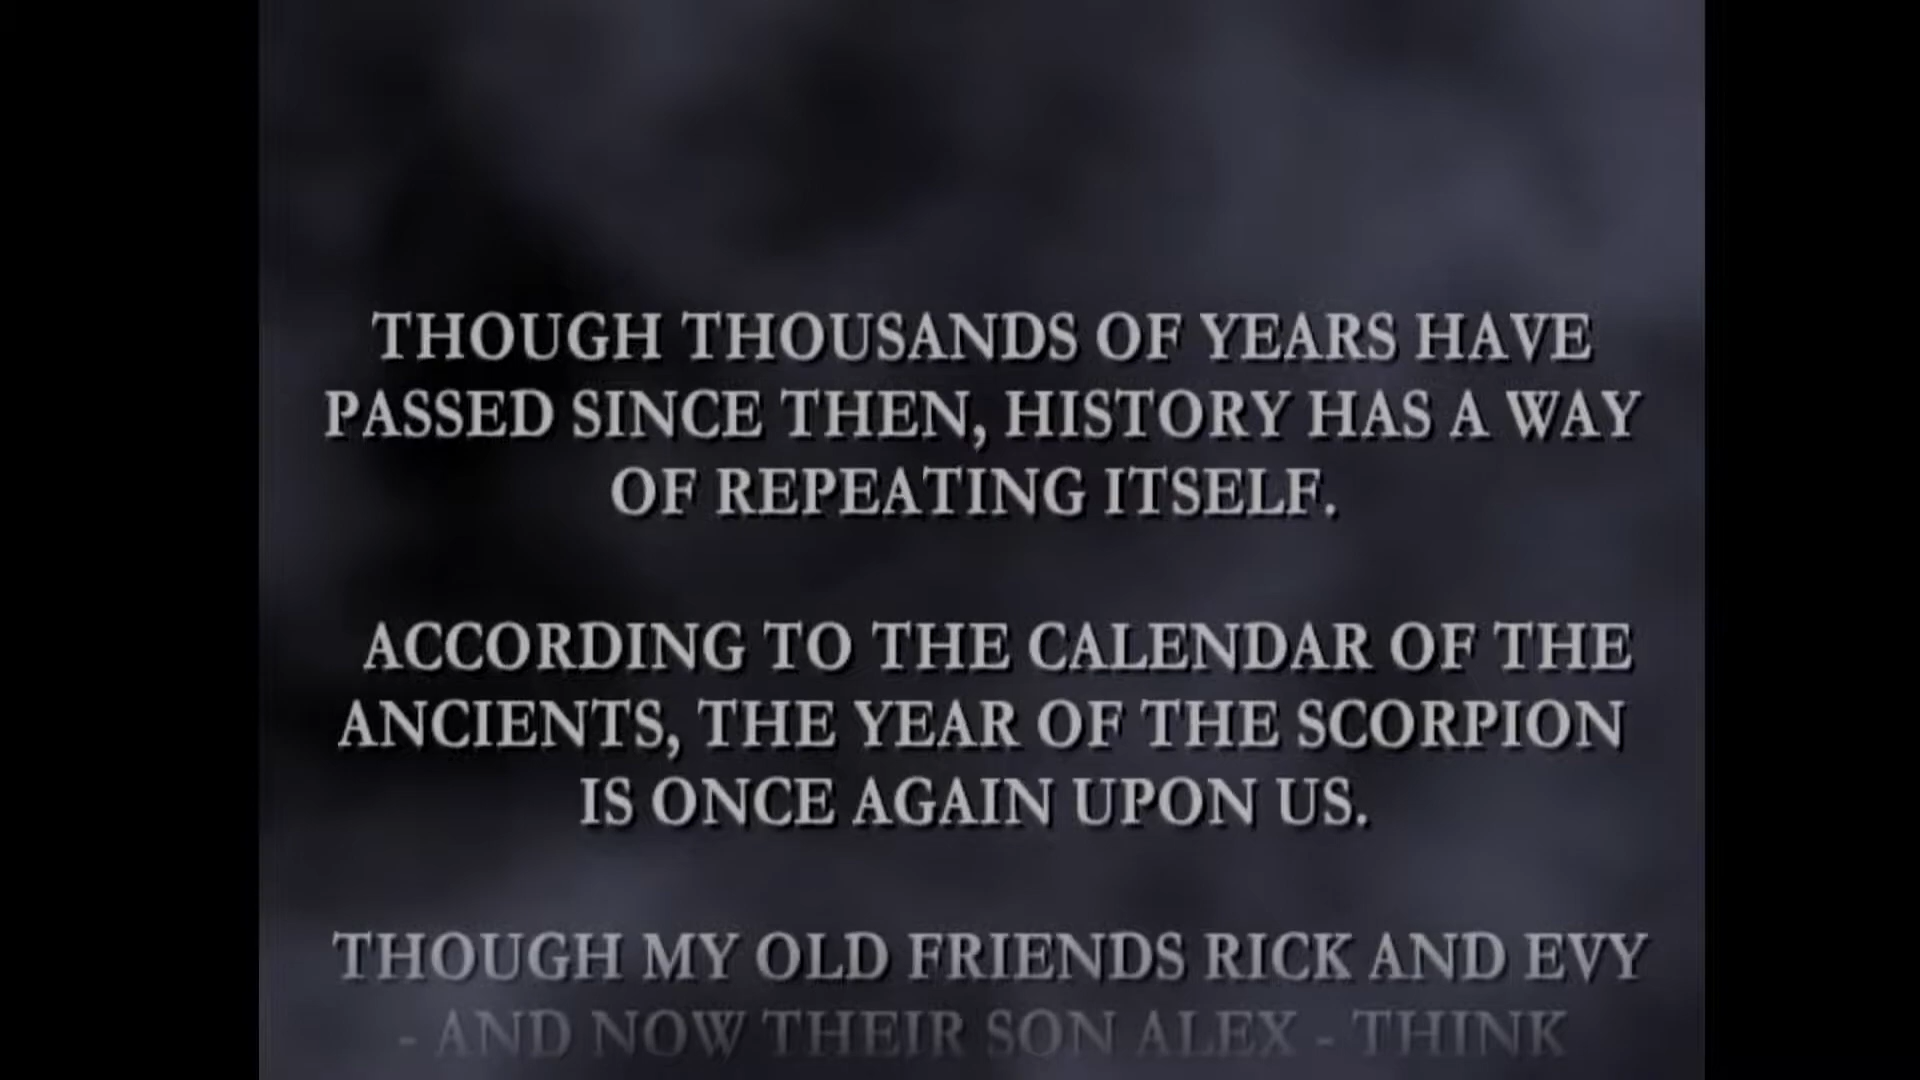 THOUGH THOUSANDS OF YEARS HAVE
PASSED SINCE THEN, HISTORY HAS A WAY
OF REPEATING ITSELF.
ACCORDING TO THE CALENDAR OF THE
ANCIENTS, THE YEAR OF THE SCORPION
IS ONCE AGAIN UPON US.
THOUGH MY OLD FRIENDS RICK AND EVY
- AND NOW THEIR SON ALEX - THINK